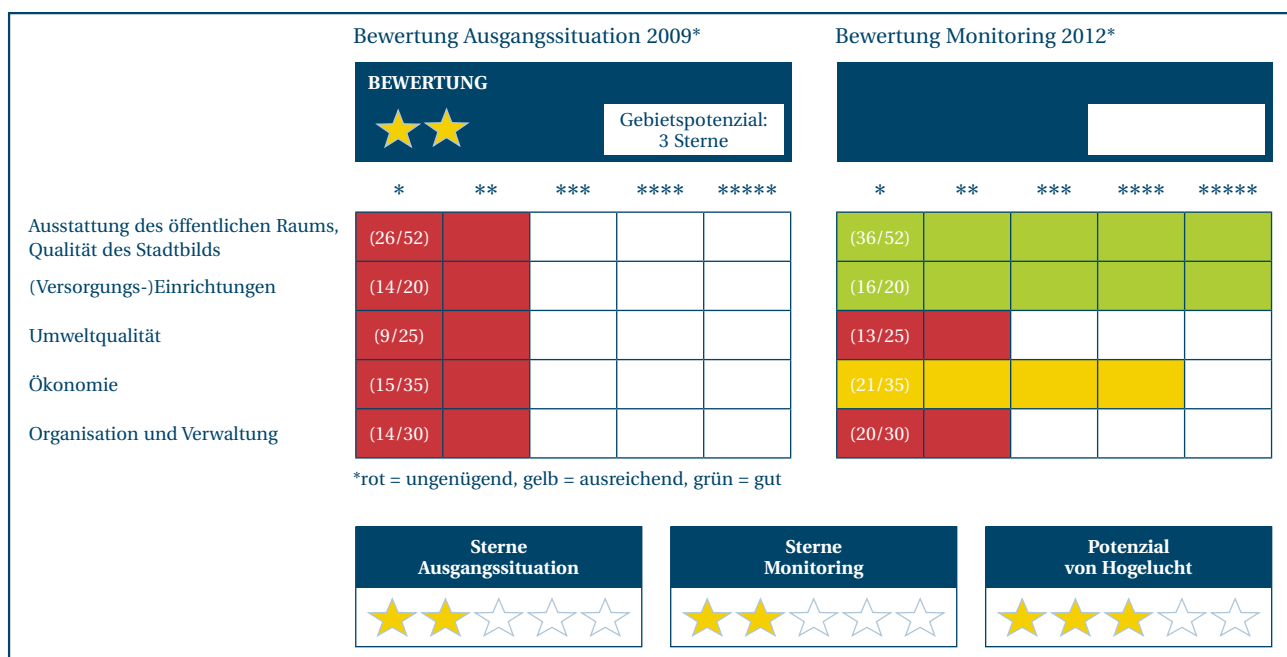 Bewertung Ausgangssituation 2009*
Bewertung Monitoring 2012*
BEWERTUNG
Gebietspotenzial:
3 Sterne
* ** *** **** *****
* ** *** **** *****
Ausstattung des öffentlichen Raums,
Qualität des Stadtbilds
(26/52)
(36/52)
(Versorgungs-)Einrichtungen
(14/20)
(16/20)
Umweltqualität
(9/25)
(13/25)
Ökonomie
(15/35)
(21/35)
Organisation und Verwaltung
(14/30)
(20/30)
*rot = ungenügend, gelb = ausreichend, grün = gut
Sterne
Ausgangssituation
Sterne
Monitoring
Potenzial
von Hogelucht